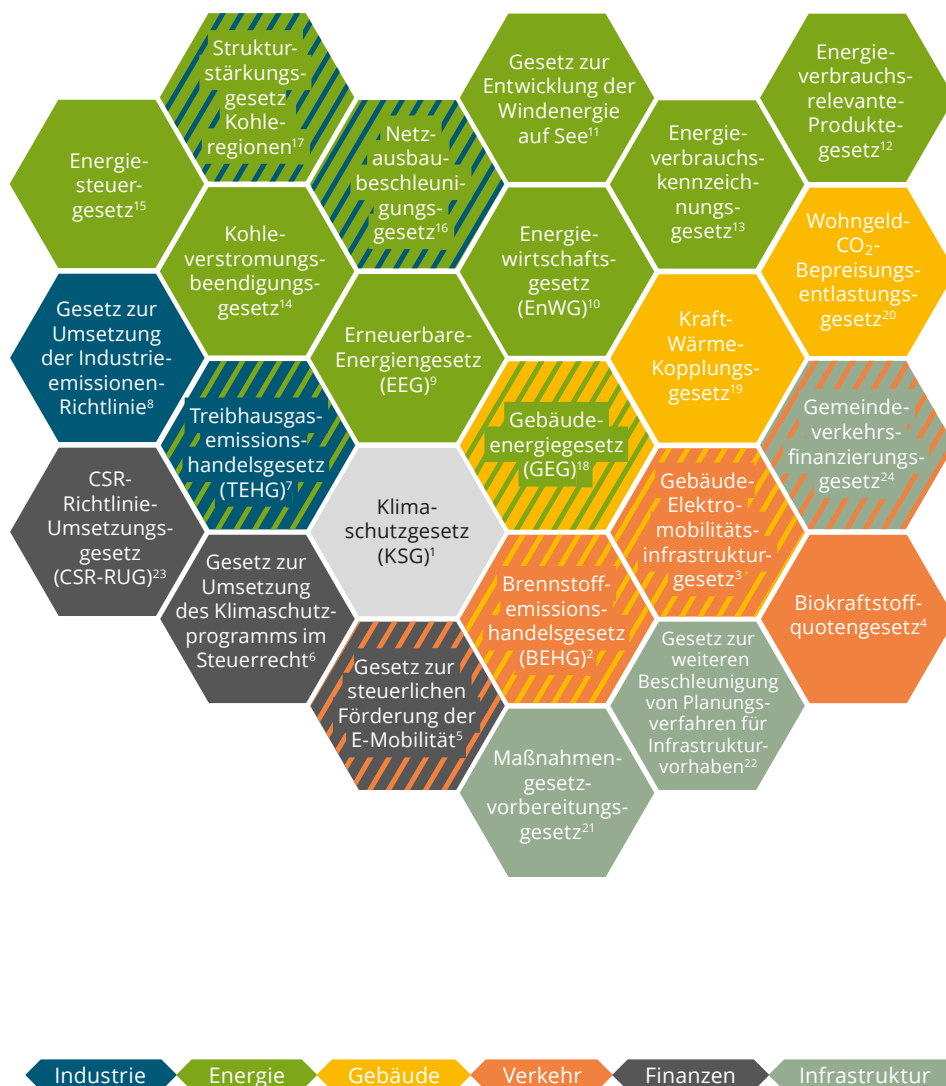 Struktur-
stärkungs-
gesetz
Kohle-
regionen¹⁷
Gesetz zur
Entwicklung der
Windenergie
auf See¹¹
Energie-
verbrauchs-
relevante-
Produkte-
gesetz¹²
Energie-
steuer-
gesetz¹⁵
Netz-
ausbau-
beschleuni-
gungs-
gesetz¹⁶
Energie-
verbrauchs-
kennzeich-
nungs-
gesetz¹³
Kohle-
verstromungs-
beendigungs-
gesetz¹⁴
Energie-
wirtschafts-
gesetz
(EnWG)¹⁰
Wohngeld-
CO₂-
Bepreisungs-
entlastungs-
gesetz²⁰
Gesetz zur
Umsetzung
der Industrie-
emissionen-
Richtlinie⁸
Erneuerbare-
Energiengesetz
(EEG)⁹
Kraft-
Wärme-
Kopplungs-
gesetz¹⁹
Treibhausgas-
emissions-
handelsgesetz
(TEHG)⁷
Gebäude-
energiegesetz
(GEG)¹⁸
Gemeinde-
verkehrs-
finanzierungs-
gesetz²⁴
CSR-
Richtlinie-
Umsetzungs-
gesetz
(CSR-RUG)²³
Klima-
schutzgesetz
(KSG)¹
Gebäude-
Elektro-
mobilitäts-
infrastruktur-
gesetz³
Gesetz zur
Umsetzung
des Klimaschutz-
programms im
Steuerrecht⁶
Brennstoff-
emissions-
handelsgesetz
(BEHG)²
Biokraftstoff-
quotengesetz⁴
Gesetz zur
steuerlichen
Förderung der
E-Mobilität⁵
Gesetz zur
weiteren
Beschleunigung
von Planungs-
verfahren für
Infrastruktur-
vorhaben²²
Maßnahmen-
gesetz-
vorbereitungs-
gesetz²¹
Industrie Energie Gebäude Verkehr Finanzen Infrastruktur